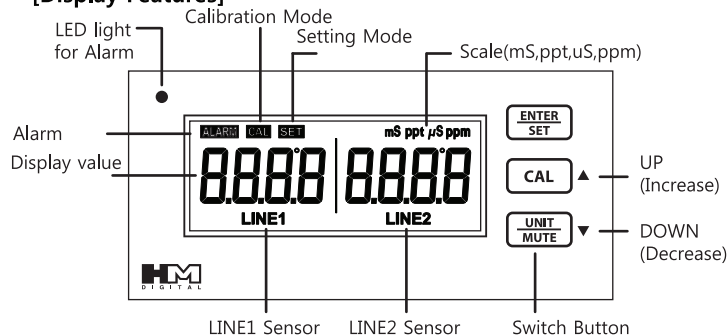 [Display Features]
Calibration Mode
LED light
for Alarm
Setting Mode
Scale(mS,ppt,uS,ppm)
Alarm
Display value
ALARM CAL SET
mS ppt µS ppm
8.8.8°8 8.8.8°8
LINE1 LINE2
ENTER
SET
CAL ▲
UNIT
MUTE ▼
UP
(Increase)
DOWN
(Decrease)
HM
DIGITAL
LINE1 Sensor LINE2 Sensor Switch Button